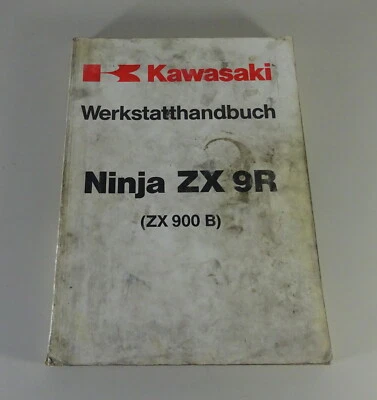 Kawasaki
Werkstatthandbuch
Ninja ZX 9R
(ZX 900 B)